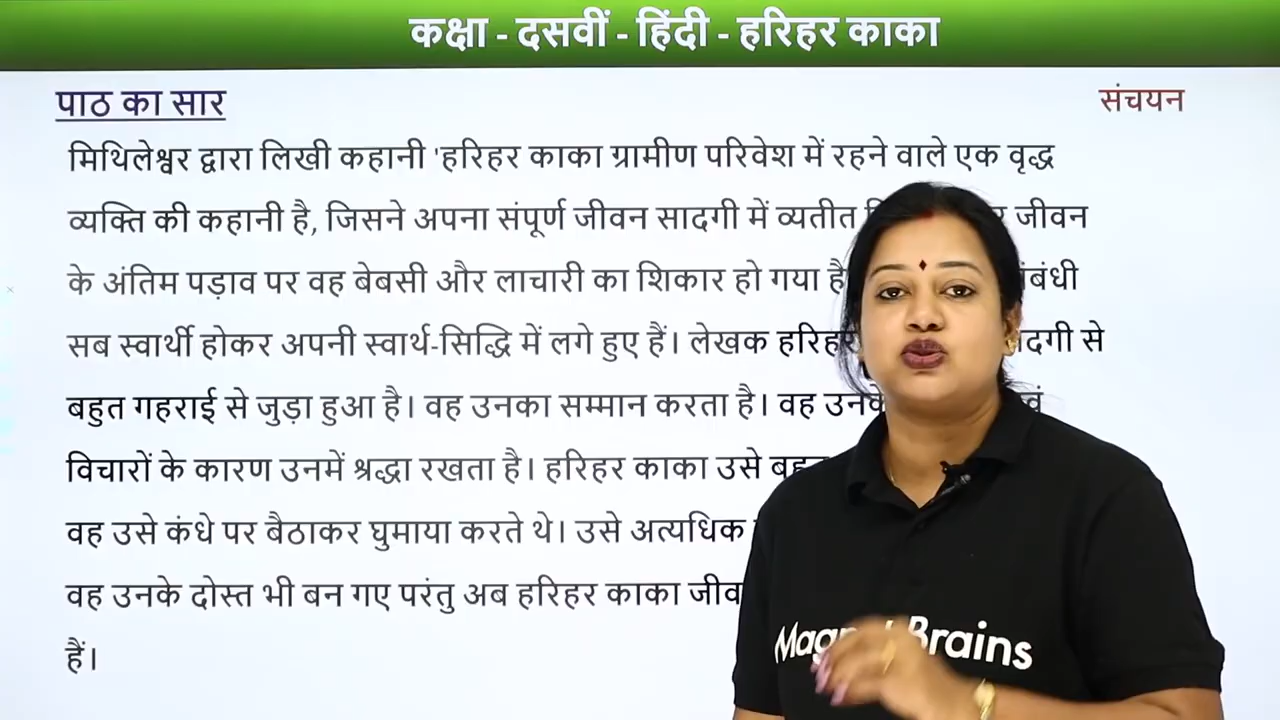 कक्षा - दसवीं - हिंदी - हरिहर काका
पाठ का सार
संचयन
मिथिलेश्वर द्वारा लिखी कहानी 'हरिहर काका ग्रामीण परिवेश में रहने वाले एक वृद्ध
व्यक्ति की कहानी है, जिसने अपना संपूर्ण जीवन सादगी में व्यतीत जीवन
के अंतिम पड़ाव पर वह बेबसी और लाचारी का शिकार हो गया है
सब स्वार्थी होकर अपनी स्वार्थ-सिद्धि में लगे हुए हैं। लेखक हरिहर से
बहुत गहराई से जुड़ा हुआ है। वह उनका सम्मान करता है। वह उनके
विचारों के कारण उनमें श्रद्धा रखता है। हरिहर काका उसे
वह उसे कंधे पर बैठाकर घुमाया करते थे। उसे अत्यधिक
वह उनके दोस्त भी बन गए परंतु अब हरिहर काका
हैं।
Brains